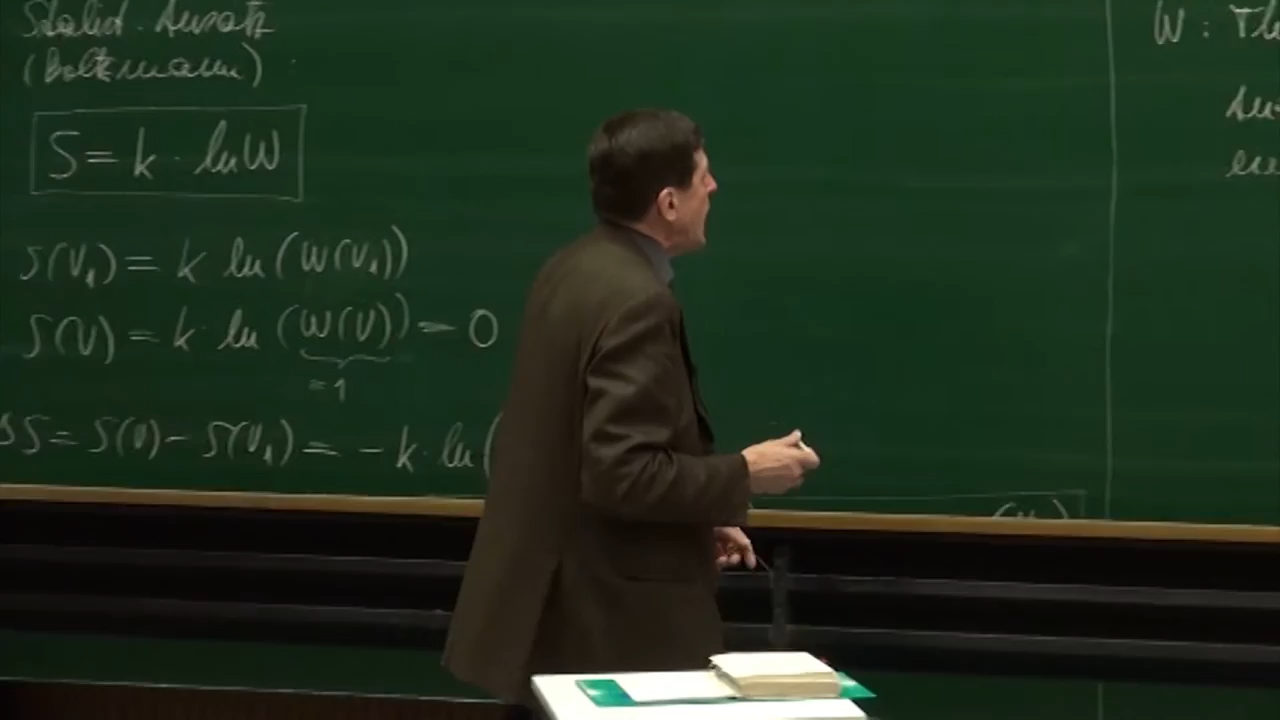 Statist. Ansatz
(Boltzmann)
S = k · ln W
S(V₁) = k ln (W(V₁))
S(V) = k · ln (W(V)) = 0
= 1
ΔS = S(V) - S(V₁) = - k · ln (
W :